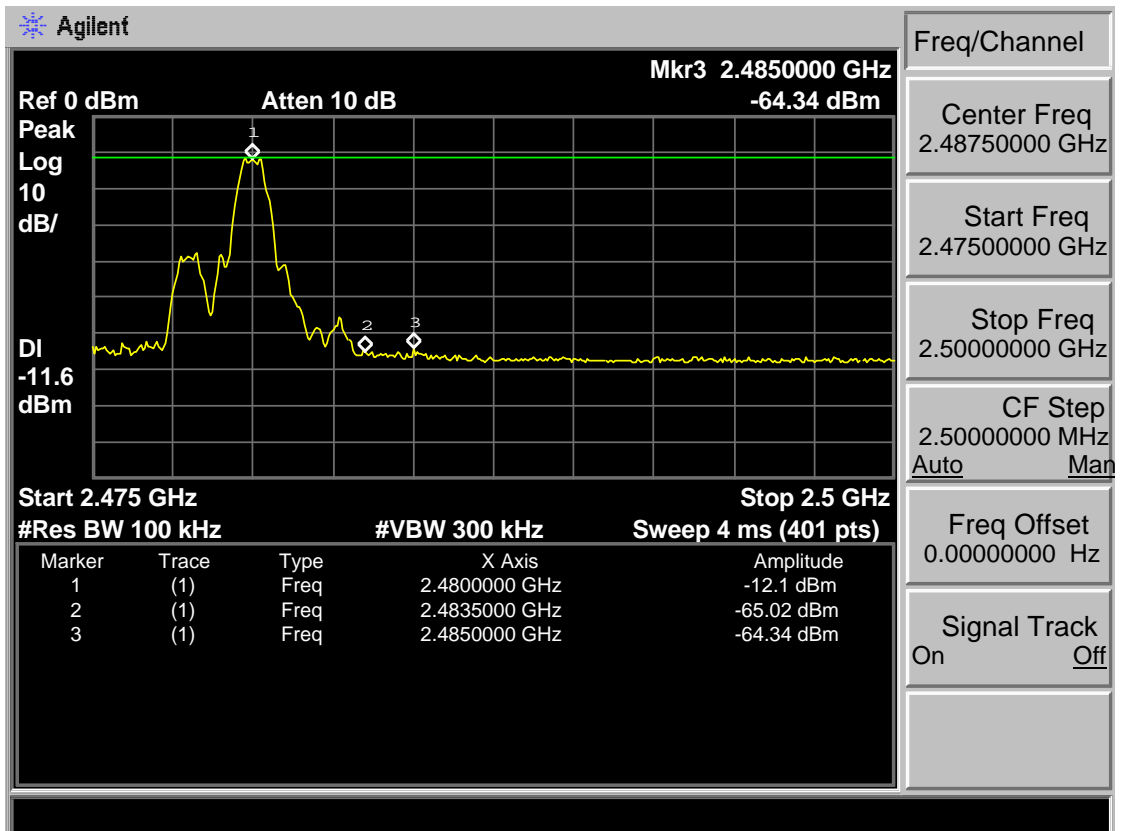 Agilent
Freq/Channel
Mkr3 2.4850000 GHz
Ref 0 dBm Atten 10 dB -64.34 dBm
Peak
Log
10
dB/
1
2
3
DI
-11.6
dBm
Start 2.475 GHz Stop 2.5 GHz
#Res BW 100 kHz #VBW 300 kHz Sweep 4 ms (401 pts)
Marker Trace Type X Axis Amplitude
1 (1) Freq 2.4800000 GHz -12.1 dBm
2 (1) Freq 2.4835000 GHz -65.02 dBm
3 (1) Freq 2.4850000 GHz -64.34 dBm
Center Freq
2.48750000 GHz
Start Freq
2.47500000 GHz
Stop Freq
2.50000000 GHz
CF Step
2.50000000 MHz
Auto Man
Freq Offset
0.00000000 Hz
Signal Track
On Off